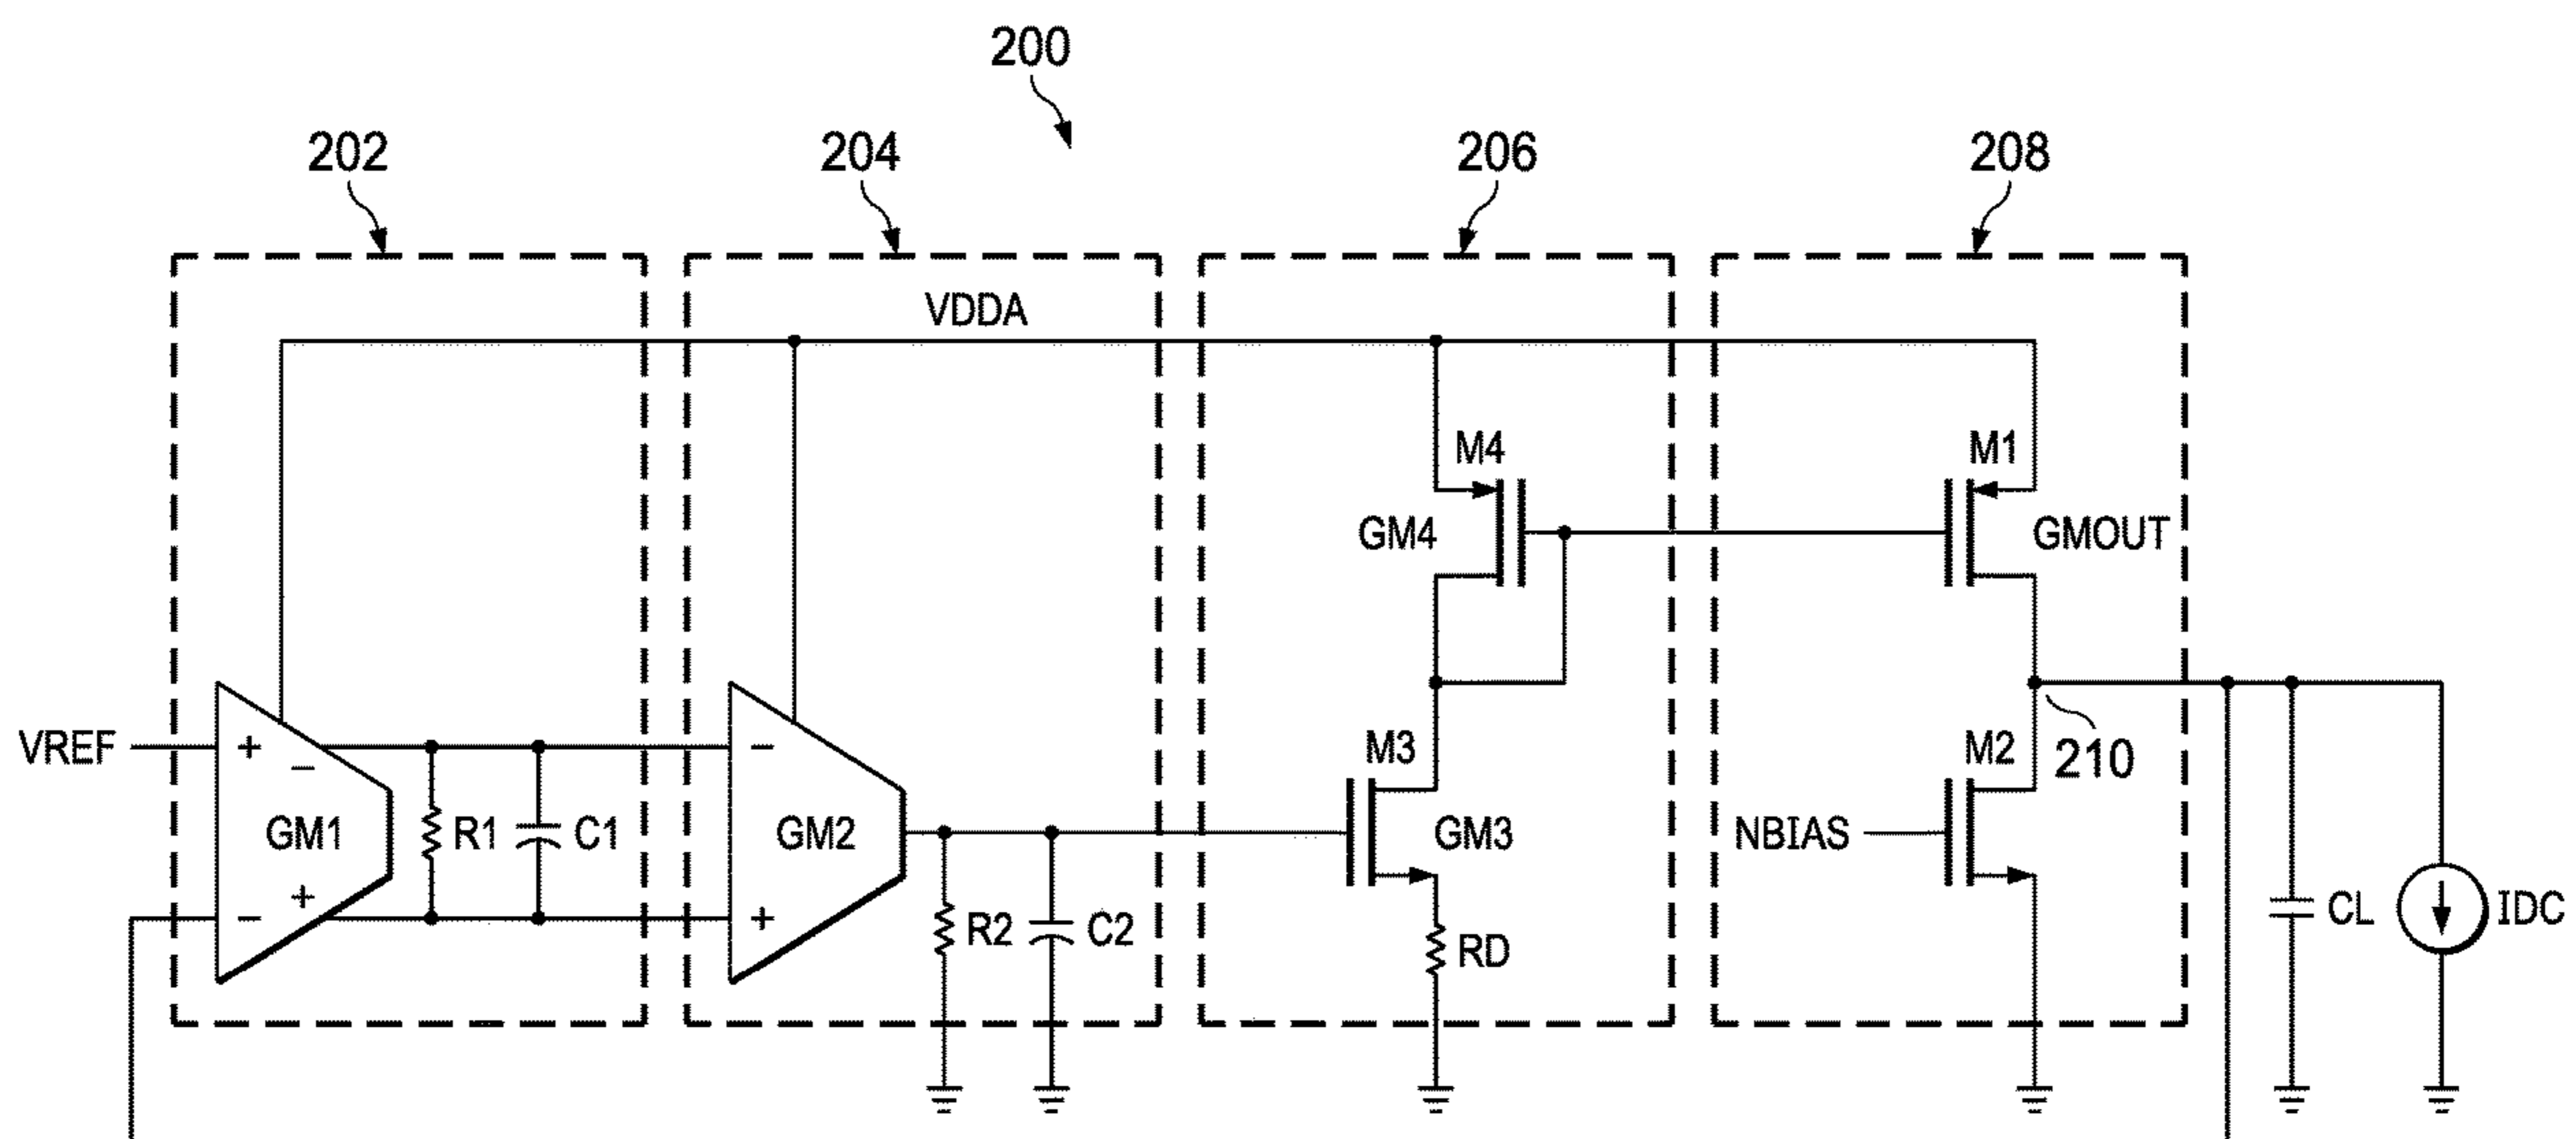 200
202
204
206
208
VDDA
M4
M1
GM4
GMOUT
VREF
+
−
−
M3
M2
210
GM1
R1
C1
GM2
GM3
NBIAS
+
−
+
R2
C2
RD
CL
IDC